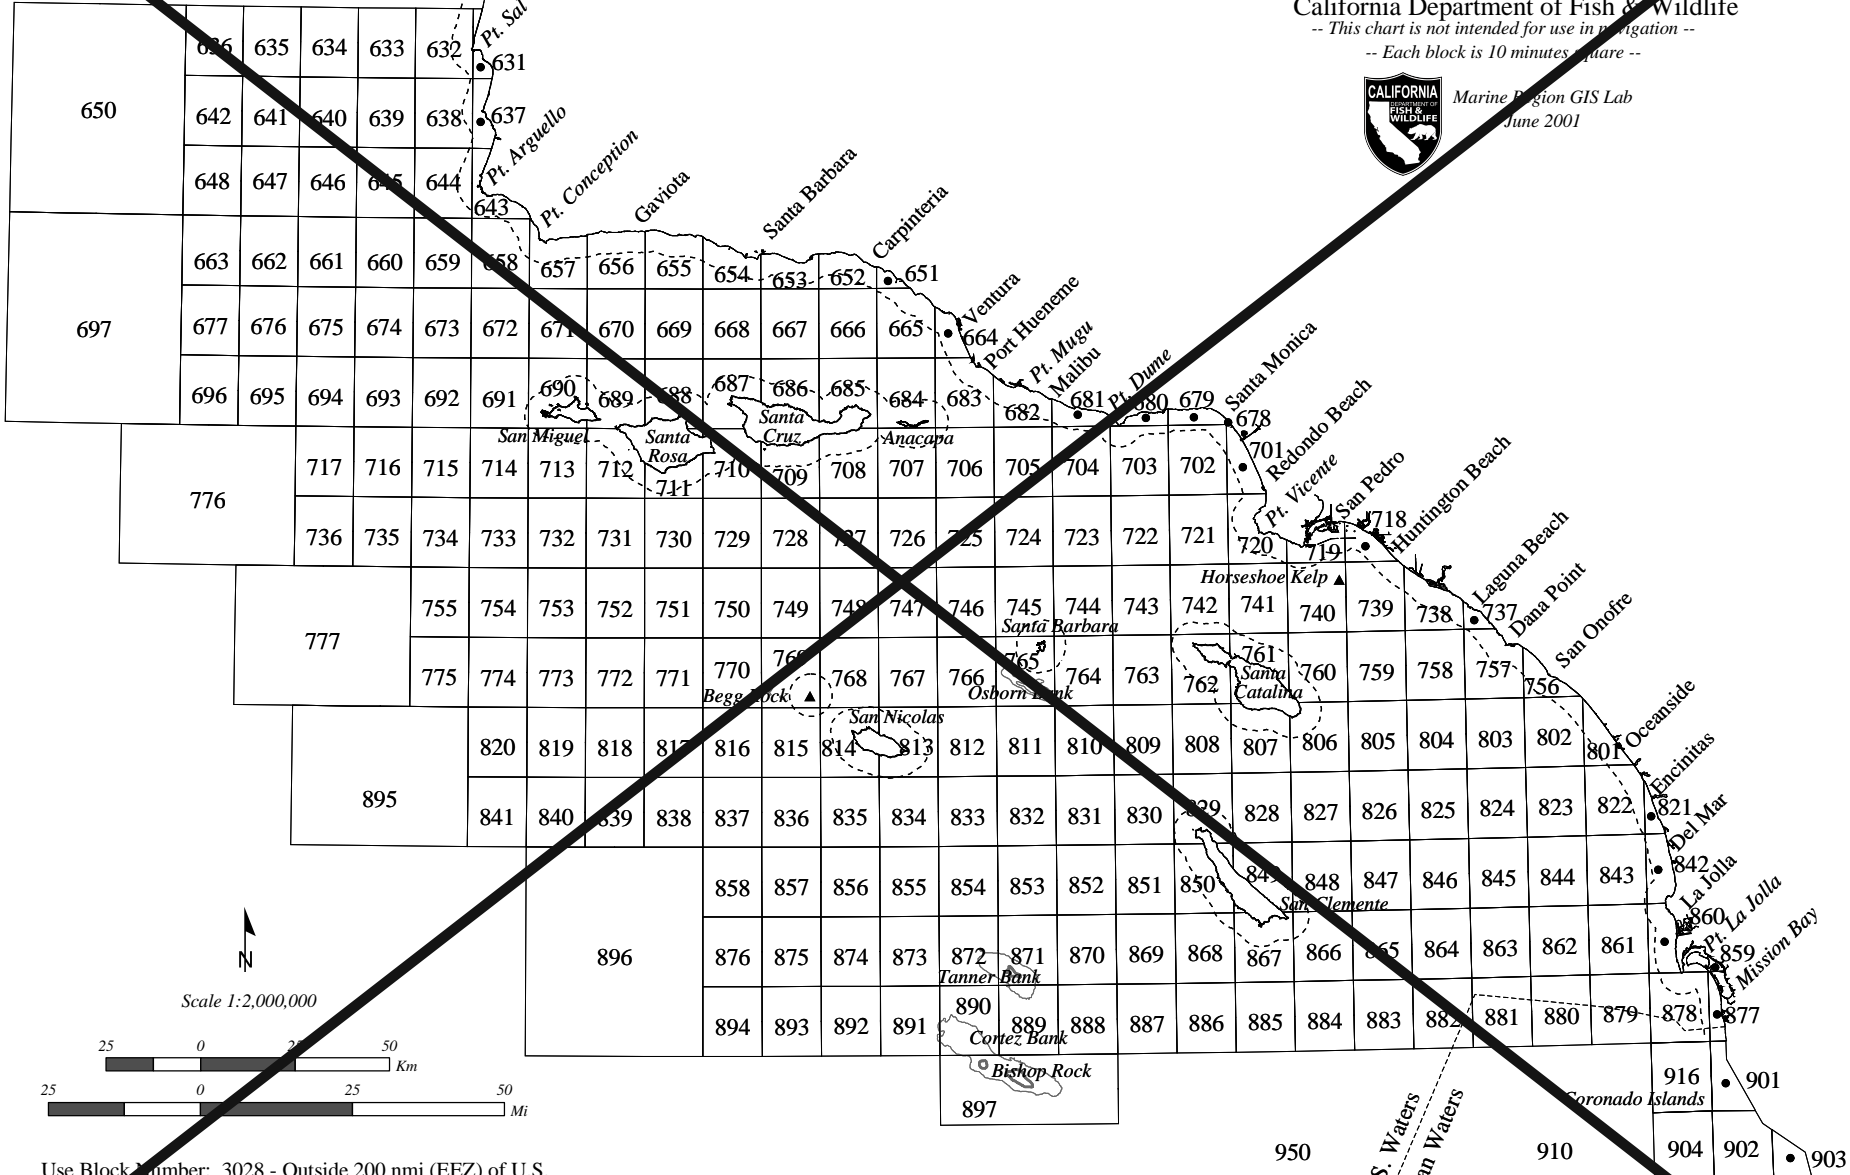 California Department of Fish & Wildlife
-- This chart is not intended for use in navigation --
-- Each block is 10 minutes square --
CALIFORNIA
DEPARTMENT OF
FISH &
WILDLIFE
Marine Region GIS Lab
June 2001
Pt. Sal
636 635 634 633 632 631
650
642 641 640 639 638 637
Pt. Arguello
648 647 646 645 644
643
Pt. Conception
Gaviota
Santa Barbara
Carpinteria
663 662 661 660 659 658 657 656 655 654 653 652 651
Ventura
697
677 676 675 674 673 672 671 670 669 668 667 666 665 664
Port Hueneme
Pt. Mugu
Malibu
Pt. Dume
Santa Monica
696 695 694 693 692 691 690 689 688 687 686 685 684 683 682 681 680 679 678
San Miguel
Santa
Rosa
Santa
Cruz
Anacapa
701
Redondo Beach
776
717 716 715 714 713 712 711 710 709 708 707 706 705 704 703 702
Pt. Vicente
San Pedro
Huntington Beach
736 735 734 733 732 731 730 729 728 727 726 725 724 723 722 721 720 719 718
Horseshoe Kelp
Laguna Beach
Dana Point
San Onofre
777
755 754 753 752 751 750 749 748 747 746 745 744 743 742 741 740 739 738 737
Santa Barbara
775 774 773 772 771 770 769 768 767 766 765 764 763 762 761 760 759 758 757 756
Begg Rock
Osborn Bank
Santa
Catalina
San Nicolas
Oceanside
895
820 819 818 817 816 815 814 813 812 811 810 809 808 807 806 805 804 803 802 801
Encinitas
841 840 839 838 837 836 835 834 833 832 831 830 829 828 827 826 825 824 823 822 821
Del Mar
858 857 856 855 854 853 852 851 850 849 848 847 846 845 844 843 842
San Clemente
La Jolla
Pt. La Jolla
Mission Bay
860
896
876 875 874 873 872 871 870 869 868 867 866 865 864 863 862 861
859
Tanner Bank
894 893 892 891 890 889 888 887 886 885 884 883 882 881 880 879 878 877
Cortez Bank
Bishop Rock
897
916 901
Coronado Islands
950 910 904 902 903
S. Waters
an Waters
N
Scale 1:2,000,000
25 0 25 50
Km
25 0 25 50
Mi
Use Block Number: 3028 - Outside 200 nmi (EEZ) of U.S.